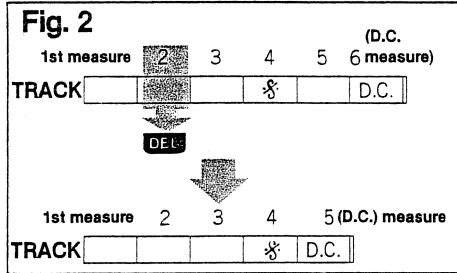 Fig. 2
(D.C.
1st measure 2 3 4 5 6 measure)
TRACK 𝄋 D.C.
DEL
1st measure 2 3 4 5 (D.C.) measure
TRACK 𝄋 D.C.